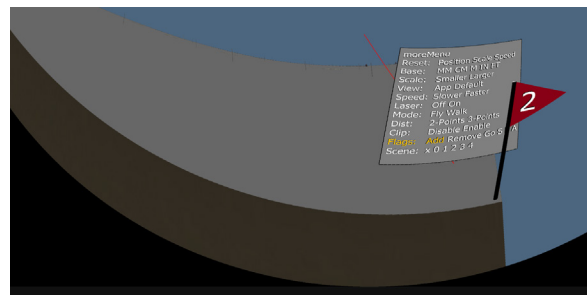 moreMenu
Reset: Position Scale Speed
Base: MM CM M IN FT
Scale: Smaller Larger
View: App Default
Speed: Slower Faster
Laser: Off On
Mode: Fly Walk
Dist: 2-Points 3-Points
Clip: Disable Enable
Flags: Add Remove Go S
Scene: x 0 1 2 3 4
2